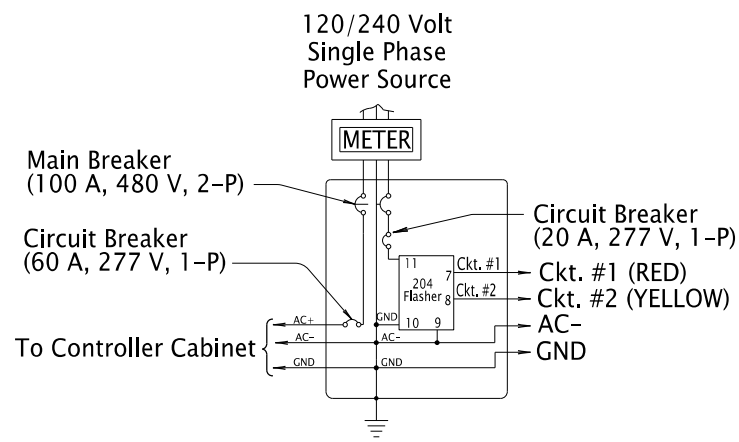 120/240 Volt
Single Phase
Power Source
METER
Main Breaker
(100 A, 480 V, 2-P)
Circuit Breaker
(20 A, 277 V, 1-P)
Circuit Breaker
(60 A, 277 V, 1-P)
11
204
Flasher
7
8
10
9
Ckt. #1
Ckt. #2
Ckt. #1 (RED)
Ckt. #2 (YELLOW)
GND
AC+
AC-
AC-
AC-
To Controller Cabinet
GND
GND
GND